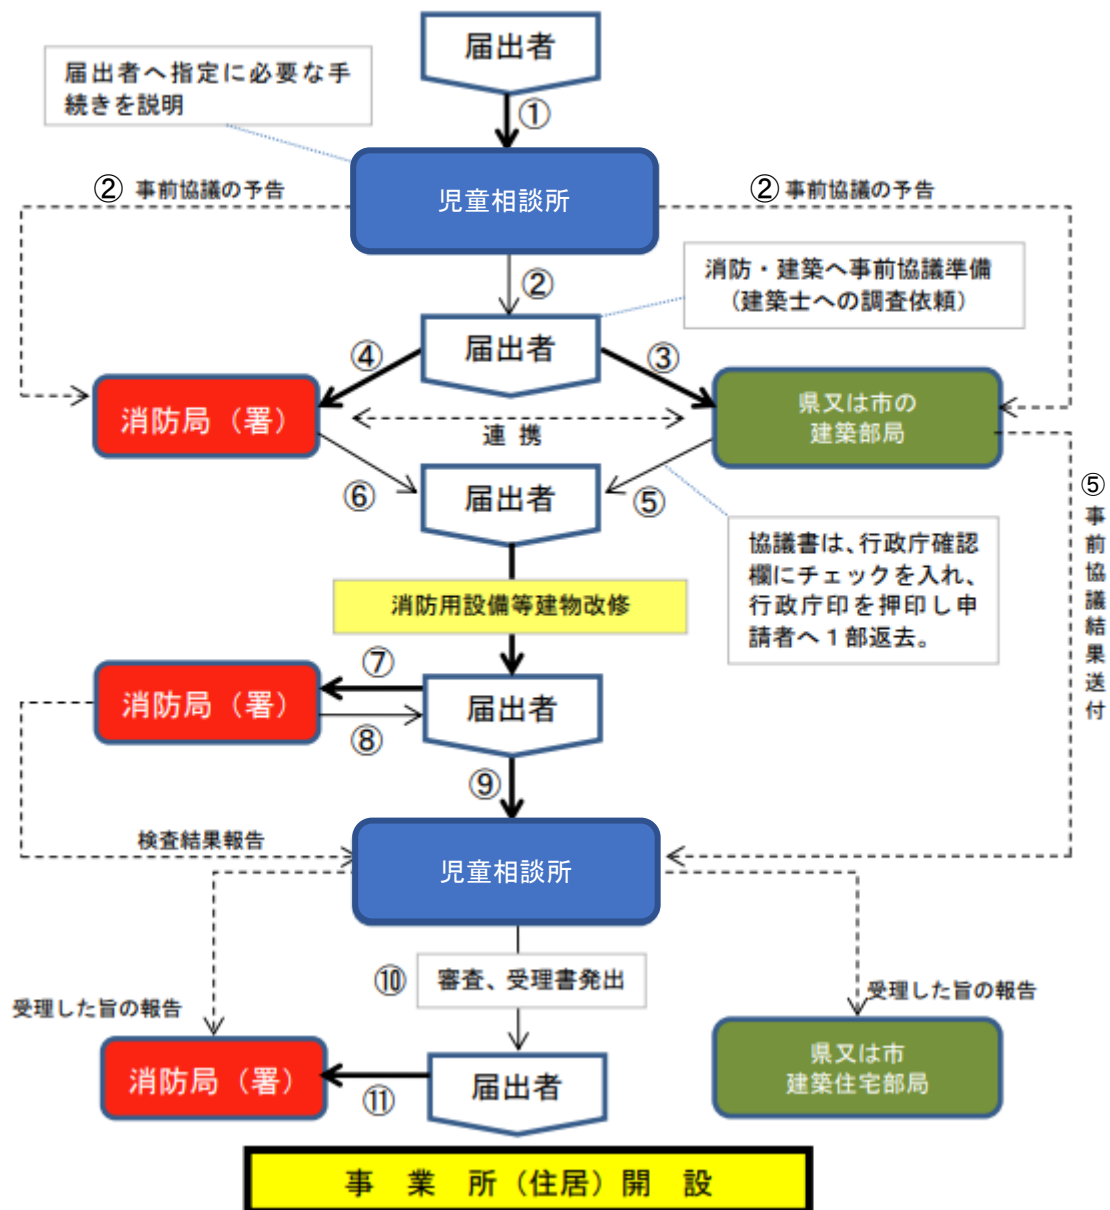 届出者
届出者へ指定に必要な手
続きを説明
①
児童相談所
② 事前協議の予告
② 事前協議の予告
②
消防・建築へ事前協議準備
（建築士への調査依頼）
届出者
④
③
消防局（署）
県又は市の
建築部局
連 携
届出者
⑥
⑤
⑤
事前協議結果送付
協議書は、行政庁確認
欄にチェックを入れ、
行政庁印を押印し申
請者へ１部返去。
消防用設備等建物改修
⑦
消防局（署）
届出者
⑧
⑨
検査結果報告
児童相談所
⑩
審査、受理書発出
受理した旨の報告
受理した旨の報告
消防局（署）
届出者
県又は市
建築住宅部局
⑪
事 業 所（住居）開 設